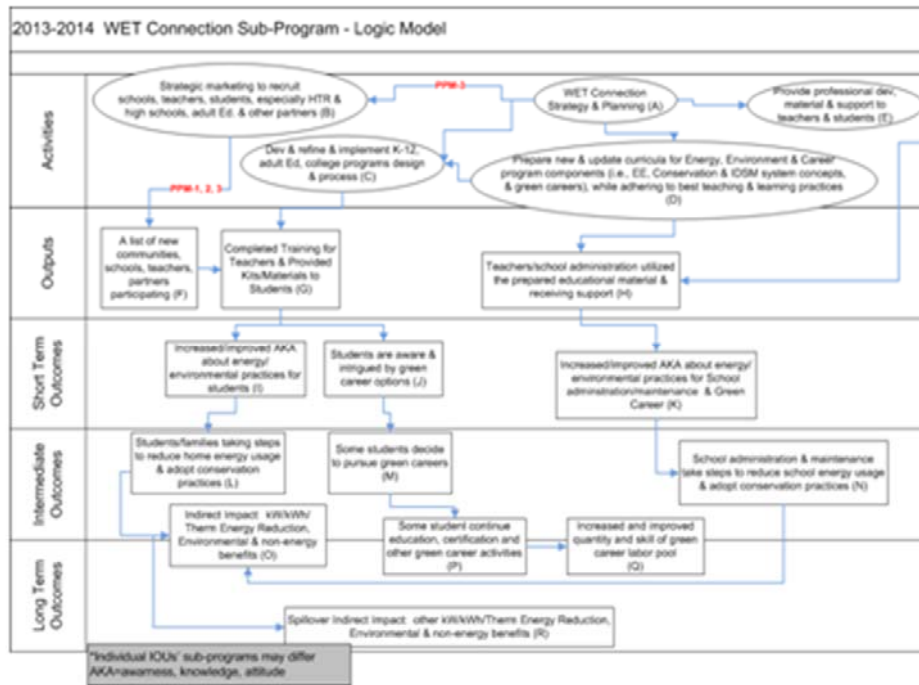 2013-2014 WET Connection Sub-Program - Logic Model
Activities
Strategic marketing to recruit
schools, teachers, students, especially HTR &
high schools, adult Ed. & other partners (B)
PPM-3
WET Connection
Strategy & Planning (A)
Provide professional dev,
material & support to
teachers & students (E)
Dev & refine & implement K-12,
adult Ed, college programs design
& process (C)
Prepare new & update curricula for Energy, Environment & Career
program components (i.e., EE, Conservation & IDSM system concepts,
& green careers), while adhering to best teaching & learning practices
(D)
PPM-1, 2, 3
Outputs
A list of new
communities,
schools, teachers,
partners
participating (F)
Completed Training for
Teachers & Provided
Kits/Materials to
Students (G)
Teachers/school administration utilized
the prepared educational material &
receiving support (H)
Short Term
Outcomes
Increased/improved AKA
about energy/
environmental practices for
students (I)
Students are aware &
intrigued by green
career options (J)
Increased/improved AKA about energy/
environmental practices for School
adminstration/maintenance & Green
Career (K)
Intermediate
Outcomes
Students/families taking steps
to reduce home energy usage
& adopt conservation
practices (L)
Some students decide
to pursue green careers
(M)
School administration & maintenance
take steps to reduce school energy usage
& adopt conservation practices (N)
Indirect Impact: kW/kWh/
Therm Energy Reduction,
Environmental & non-energy
benefits (O)
Some student continue
education, certification and
other green career activities
(P)
Increased and improved
quantity and skill of green
career labor pool
(Q)
Long Term
Outcomes
Spillover Indirect Impact: other kW/kWh/Therm Energy Reduction,
Environmental & non-energy benefits (R)
*Individual IOUs' sub-programs may differ
AKA=awarness, knowledge, attitude